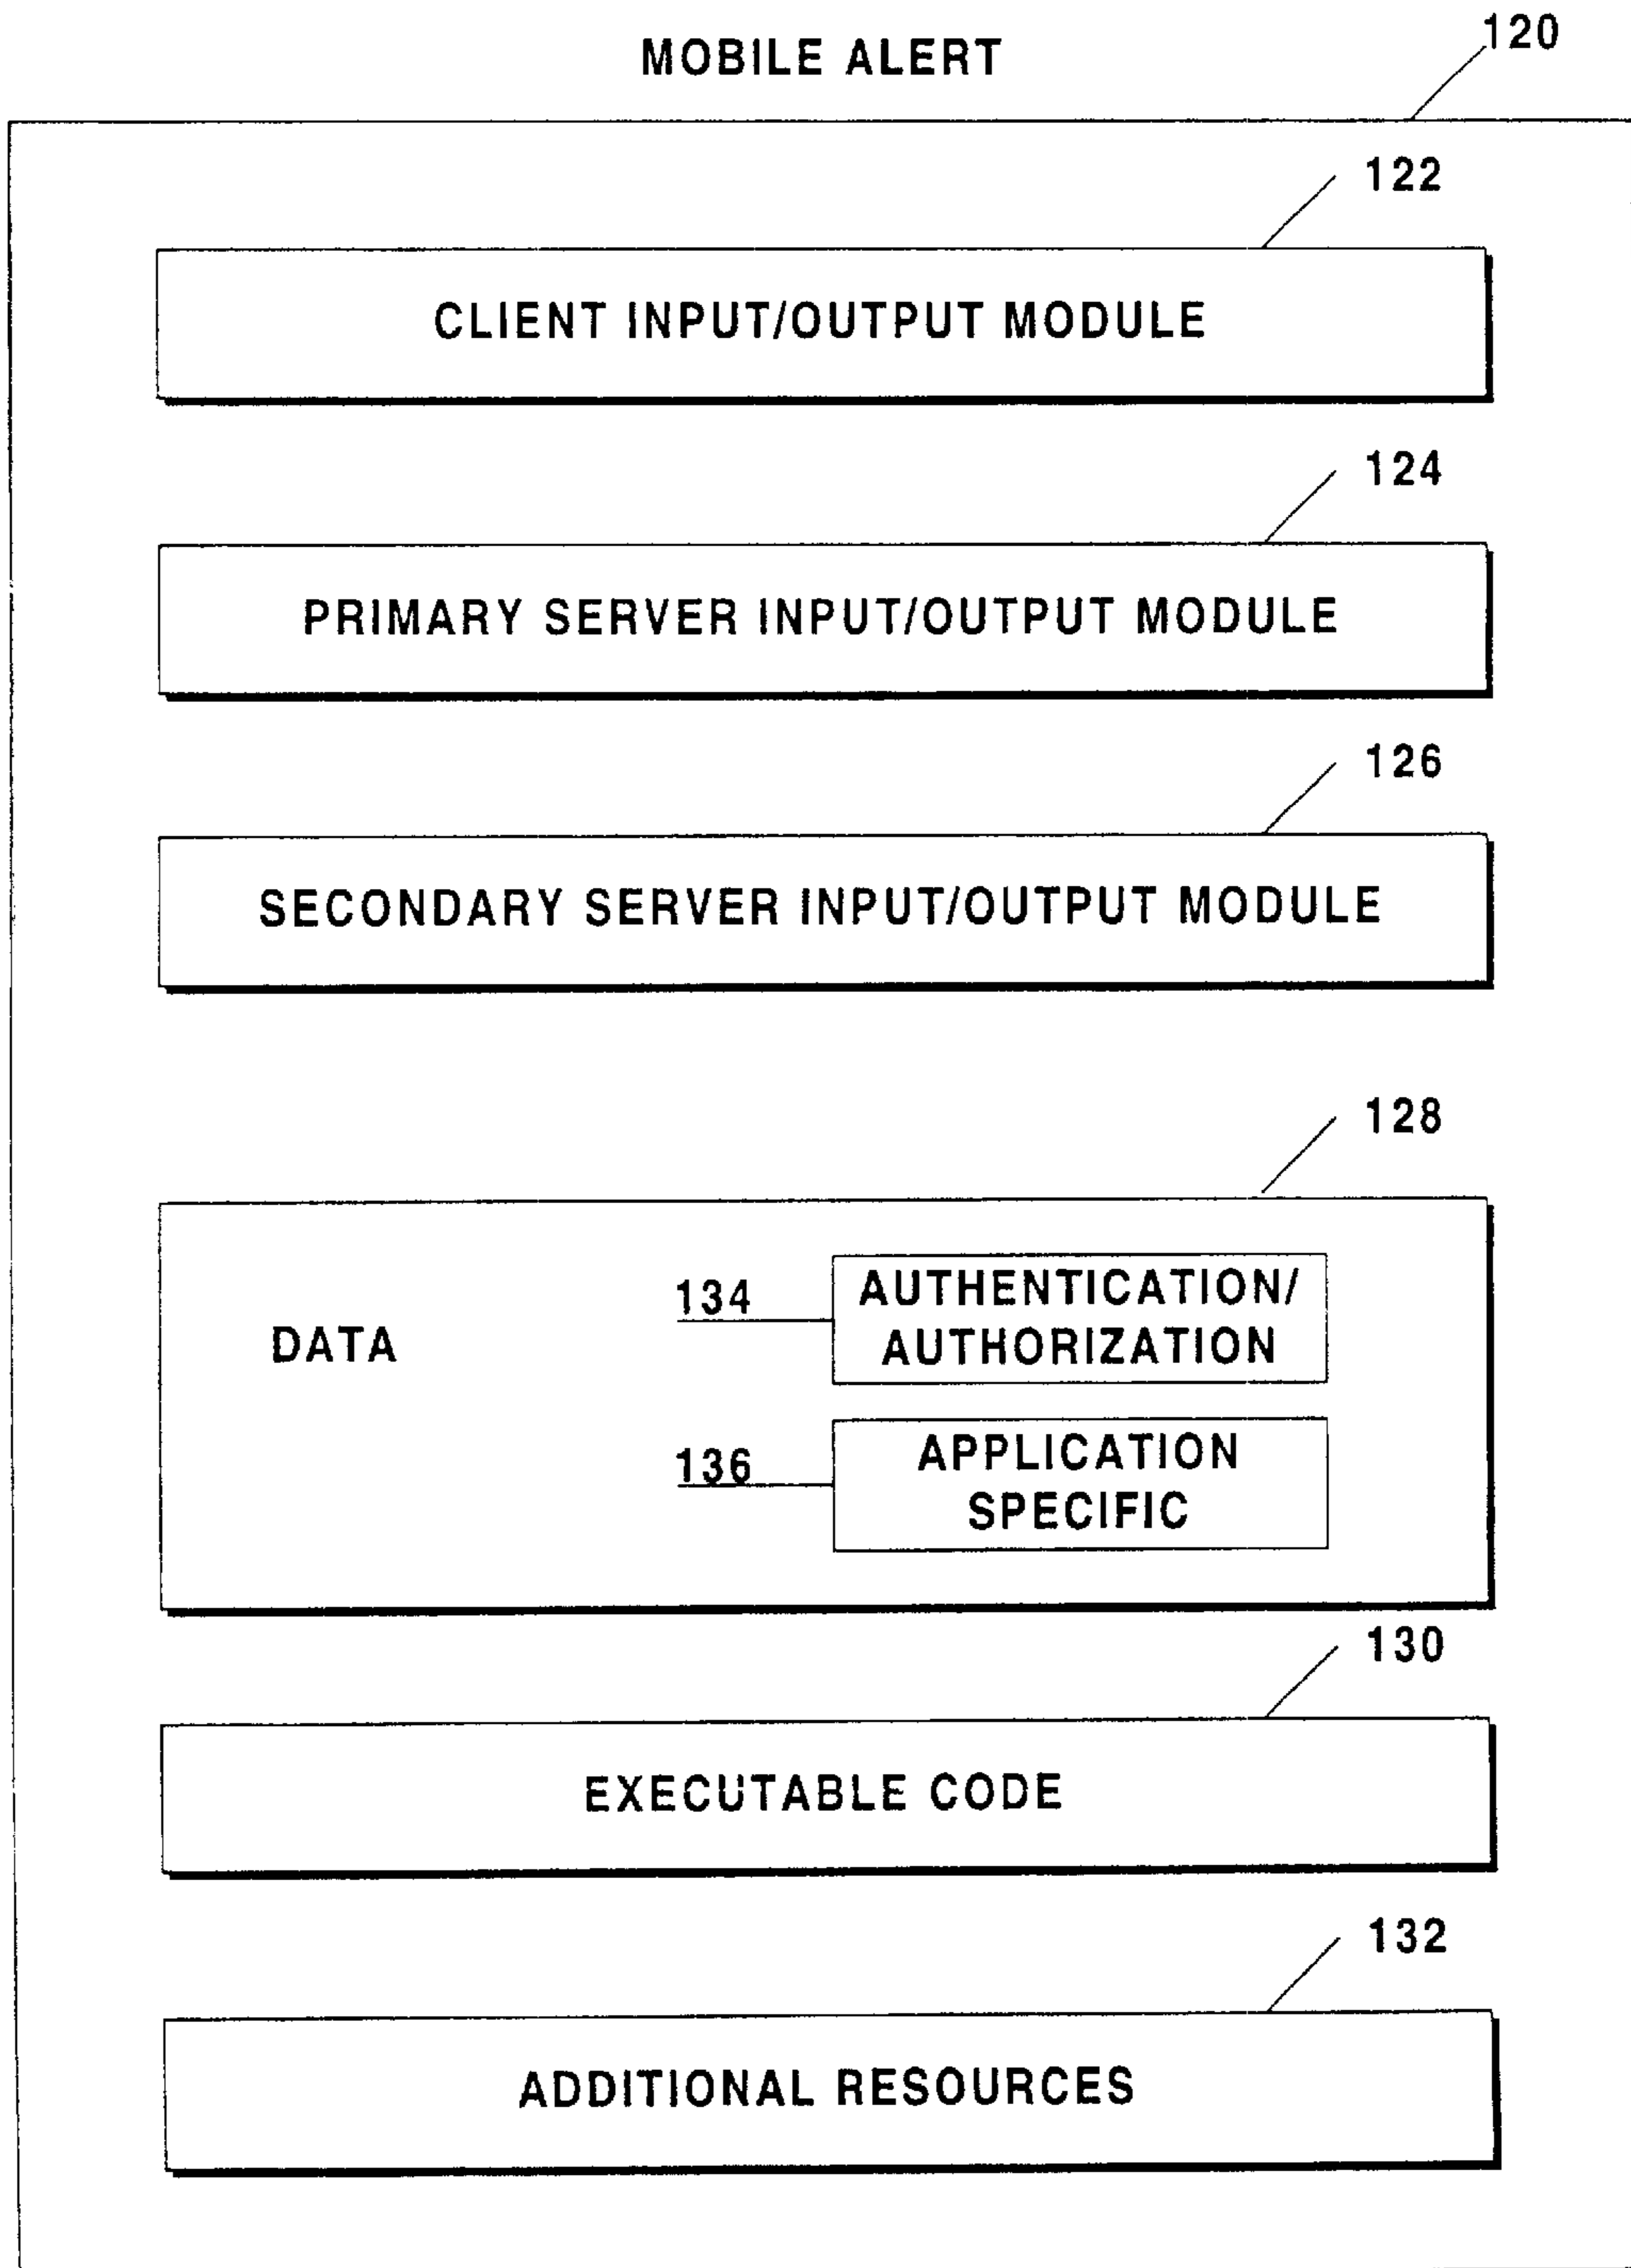 MOBILE ALERT
120
122
CLIENT INPUT/OUTPUT MODULE
124
PRIMARY SERVER INPUT/OUTPUT MODULE
126
SECONDARY SERVER INPUT/OUTPUT MODULE
128
DATA
134
AUTHENTICATION/
AUTHORIZATION
136
APPLICATION
SPECIFIC
130
EXECUTABLE CODE
132
ADDITIONAL RESOURCES